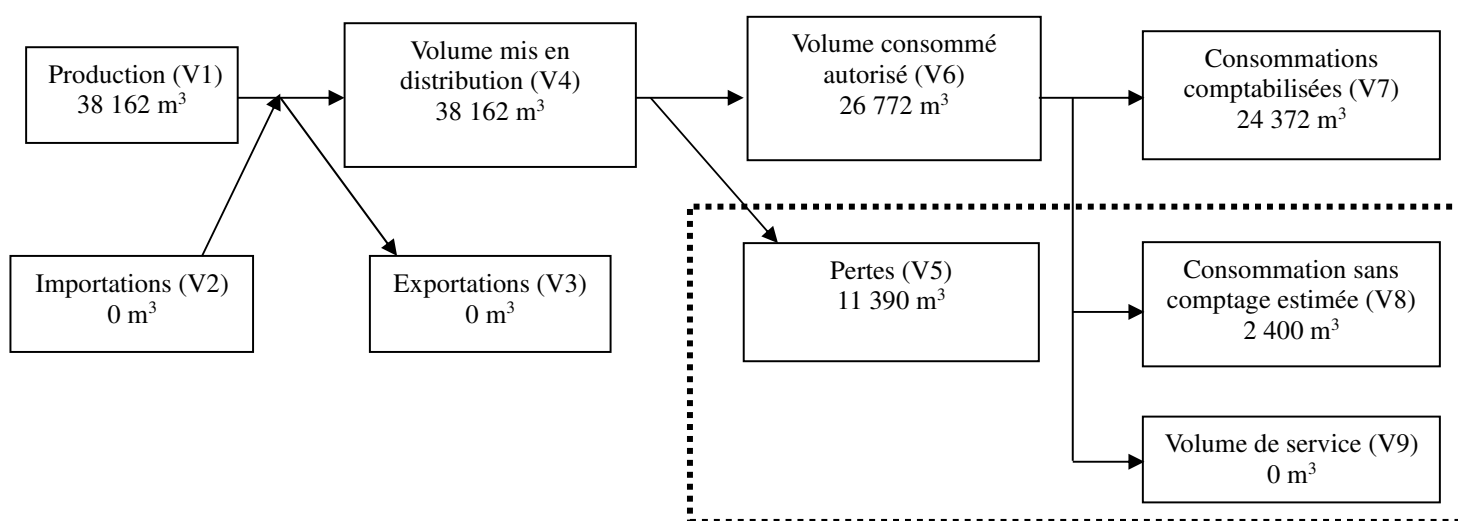 Production (V1)
38 162 m³
Volume mis en
distribution (V4)
38 162 m³
Volume consommé
autorisé (V6)
26 772 m³
Consommations
comptabilisées (V7)
24 372 m³
Importations (V2)
0 m³
Exportations (V3)
0 m³
Pertes (V5)
11 390 m³
Consommation sans
comptage estimée (V8)
2 400 m³
Volume de service (V9)
0 m³